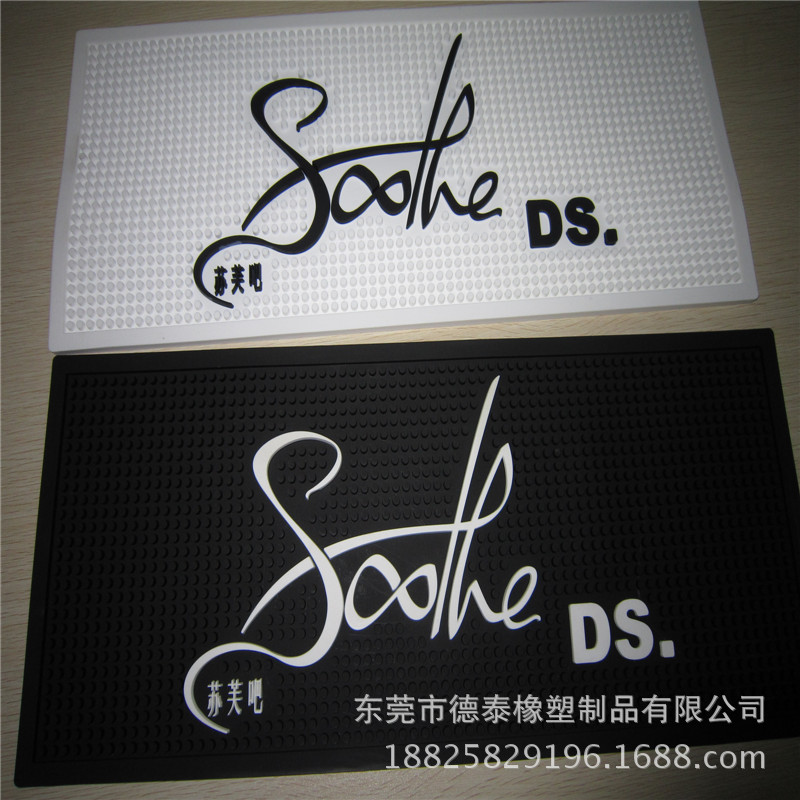 Soothe
DS.
苏芙吧
Soothe
DS.
苏芙吧
东莞市德泰橡塑制品有限公司
18825829196.1688.com